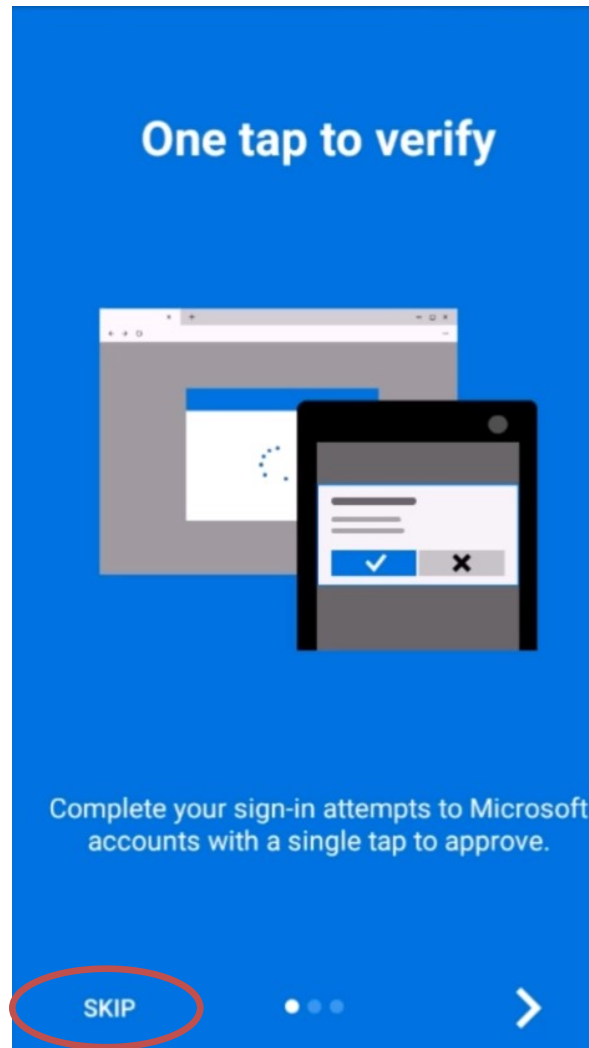 One tap to verify
Complete your sign-in attempts to Microsoft
accounts with a single tap to approve.
SKIP